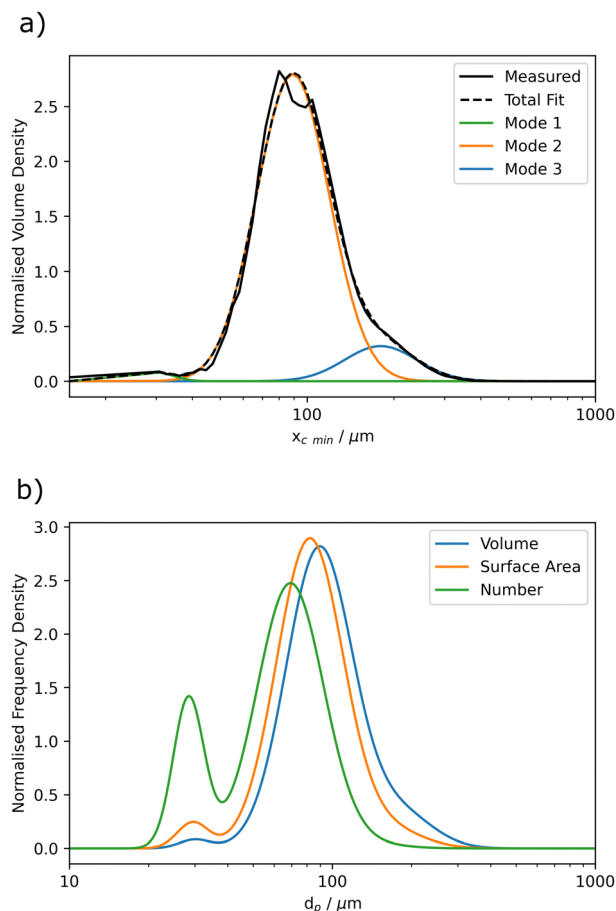 a)
Normalised Volume Density
2.5
2.0
1.5
1.0
0.5
0.0
Measured
Total Fit
Mode 1
Mode 2
Mode 3
100
1000
x_c min / μm
b)
Normalised Frequency Density
3.0
2.5
2.0
1.5
1.0
0.5
0.0
Volume
Surface Area
Number
10
100
1000
d_p / μm